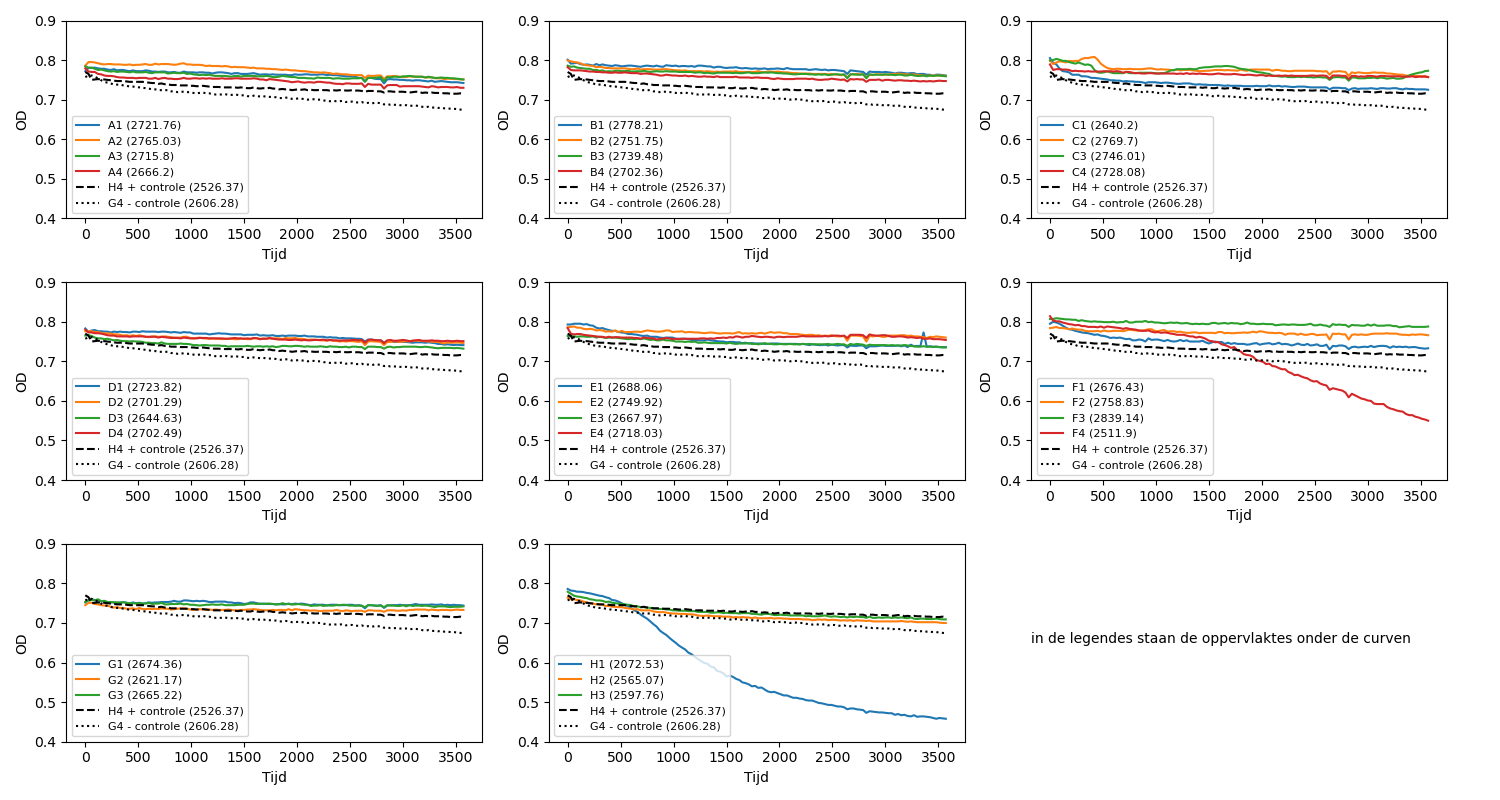 0.9
0.8
0.7
0.6
0.5
0.4
OD
A1 (2721.76)
A2 (2765.03)
A3 (2715.8)
A4 (2666.2)
H4 + controle (2526.37)
G4 - controle (2606.28)
0 500 1000 1500 2000 2500 3000 3500
Tijd
0.9
0.8
0.7
0.6
0.5
0.4
OD
B1 (2778.21)
B2 (2751.75)
B3 (2739.48)
B4 (2702.36)
H4 + controle (2526.37)
G4 - controle (2606.28)
0 500 1000 1500 2000 2500 3000 3500
Tijd
0.9
0.8
0.7
0.6
0.5
0.4
OD
C1 (2640.2)
C2 (2769.7)
C3 (2746.01)
C4 (2728.08)
H4 + controle (2526.37)
G4 - controle (2606.28)
0 500 1000 1500 2000 2500 3000 3500
Tijd
0.9
0.8
0.7
0.6
0.5
0.4
OD
D1 (2723.82)
D2 (2701.29)
D3 (2644.63)
D4 (2702.49)
H4 + controle (2526.37)
G4 - controle (2606.28)
0 500 1000 1500 2000 2500 3000 3500
Tijd
0.9
0.8
0.7
0.6
0.5
0.4
OD
E1 (2688.06)
E2 (2749.92)
E3 (2667.97)
E4 (2718.03)
H4 + controle (2526.37)
G4 - controle (2606.28)
0 500 1000 1500 2000 2500 3000 3500
Tijd
0.9
0.8
0.7
0.6
0.5
0.4
OD
F1 (2676.43)
F2 (2758.83)
F3 (2839.14)
F4 (2511.9)
H4 + controle (2526.37)
G4 - controle (2606.28)
0 500 1000 1500 2000 2500 3000 3500
Tijd
0.9
0.8
0.7
0.6
0.5
0.4
OD
G1 (2674.36)
G2 (2621.17)
G3 (2665.22)
H4 + controle (2526.37)
G4 - controle (2606.28)
0 500 1000 1500 2000 2500 3000 3500
Tijd
0.9
0.8
0.7
0.6
0.5
0.4
OD
H1 (2072.53)
H2 (2565.07)
H3 (2597.76)
H4 + controle (2526.37)
G4 - controle (2606.28)
0 500 1000 1500 2000 2500 3000 3500
Tijd
in de legendes staan de oppervlaktes onder de curven